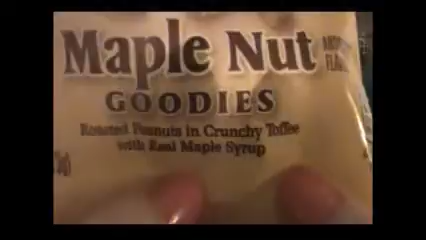 Maple Nut
GOODIES
Roasted Peanuts in Crunchy Toffee
with Real Maple Syrup